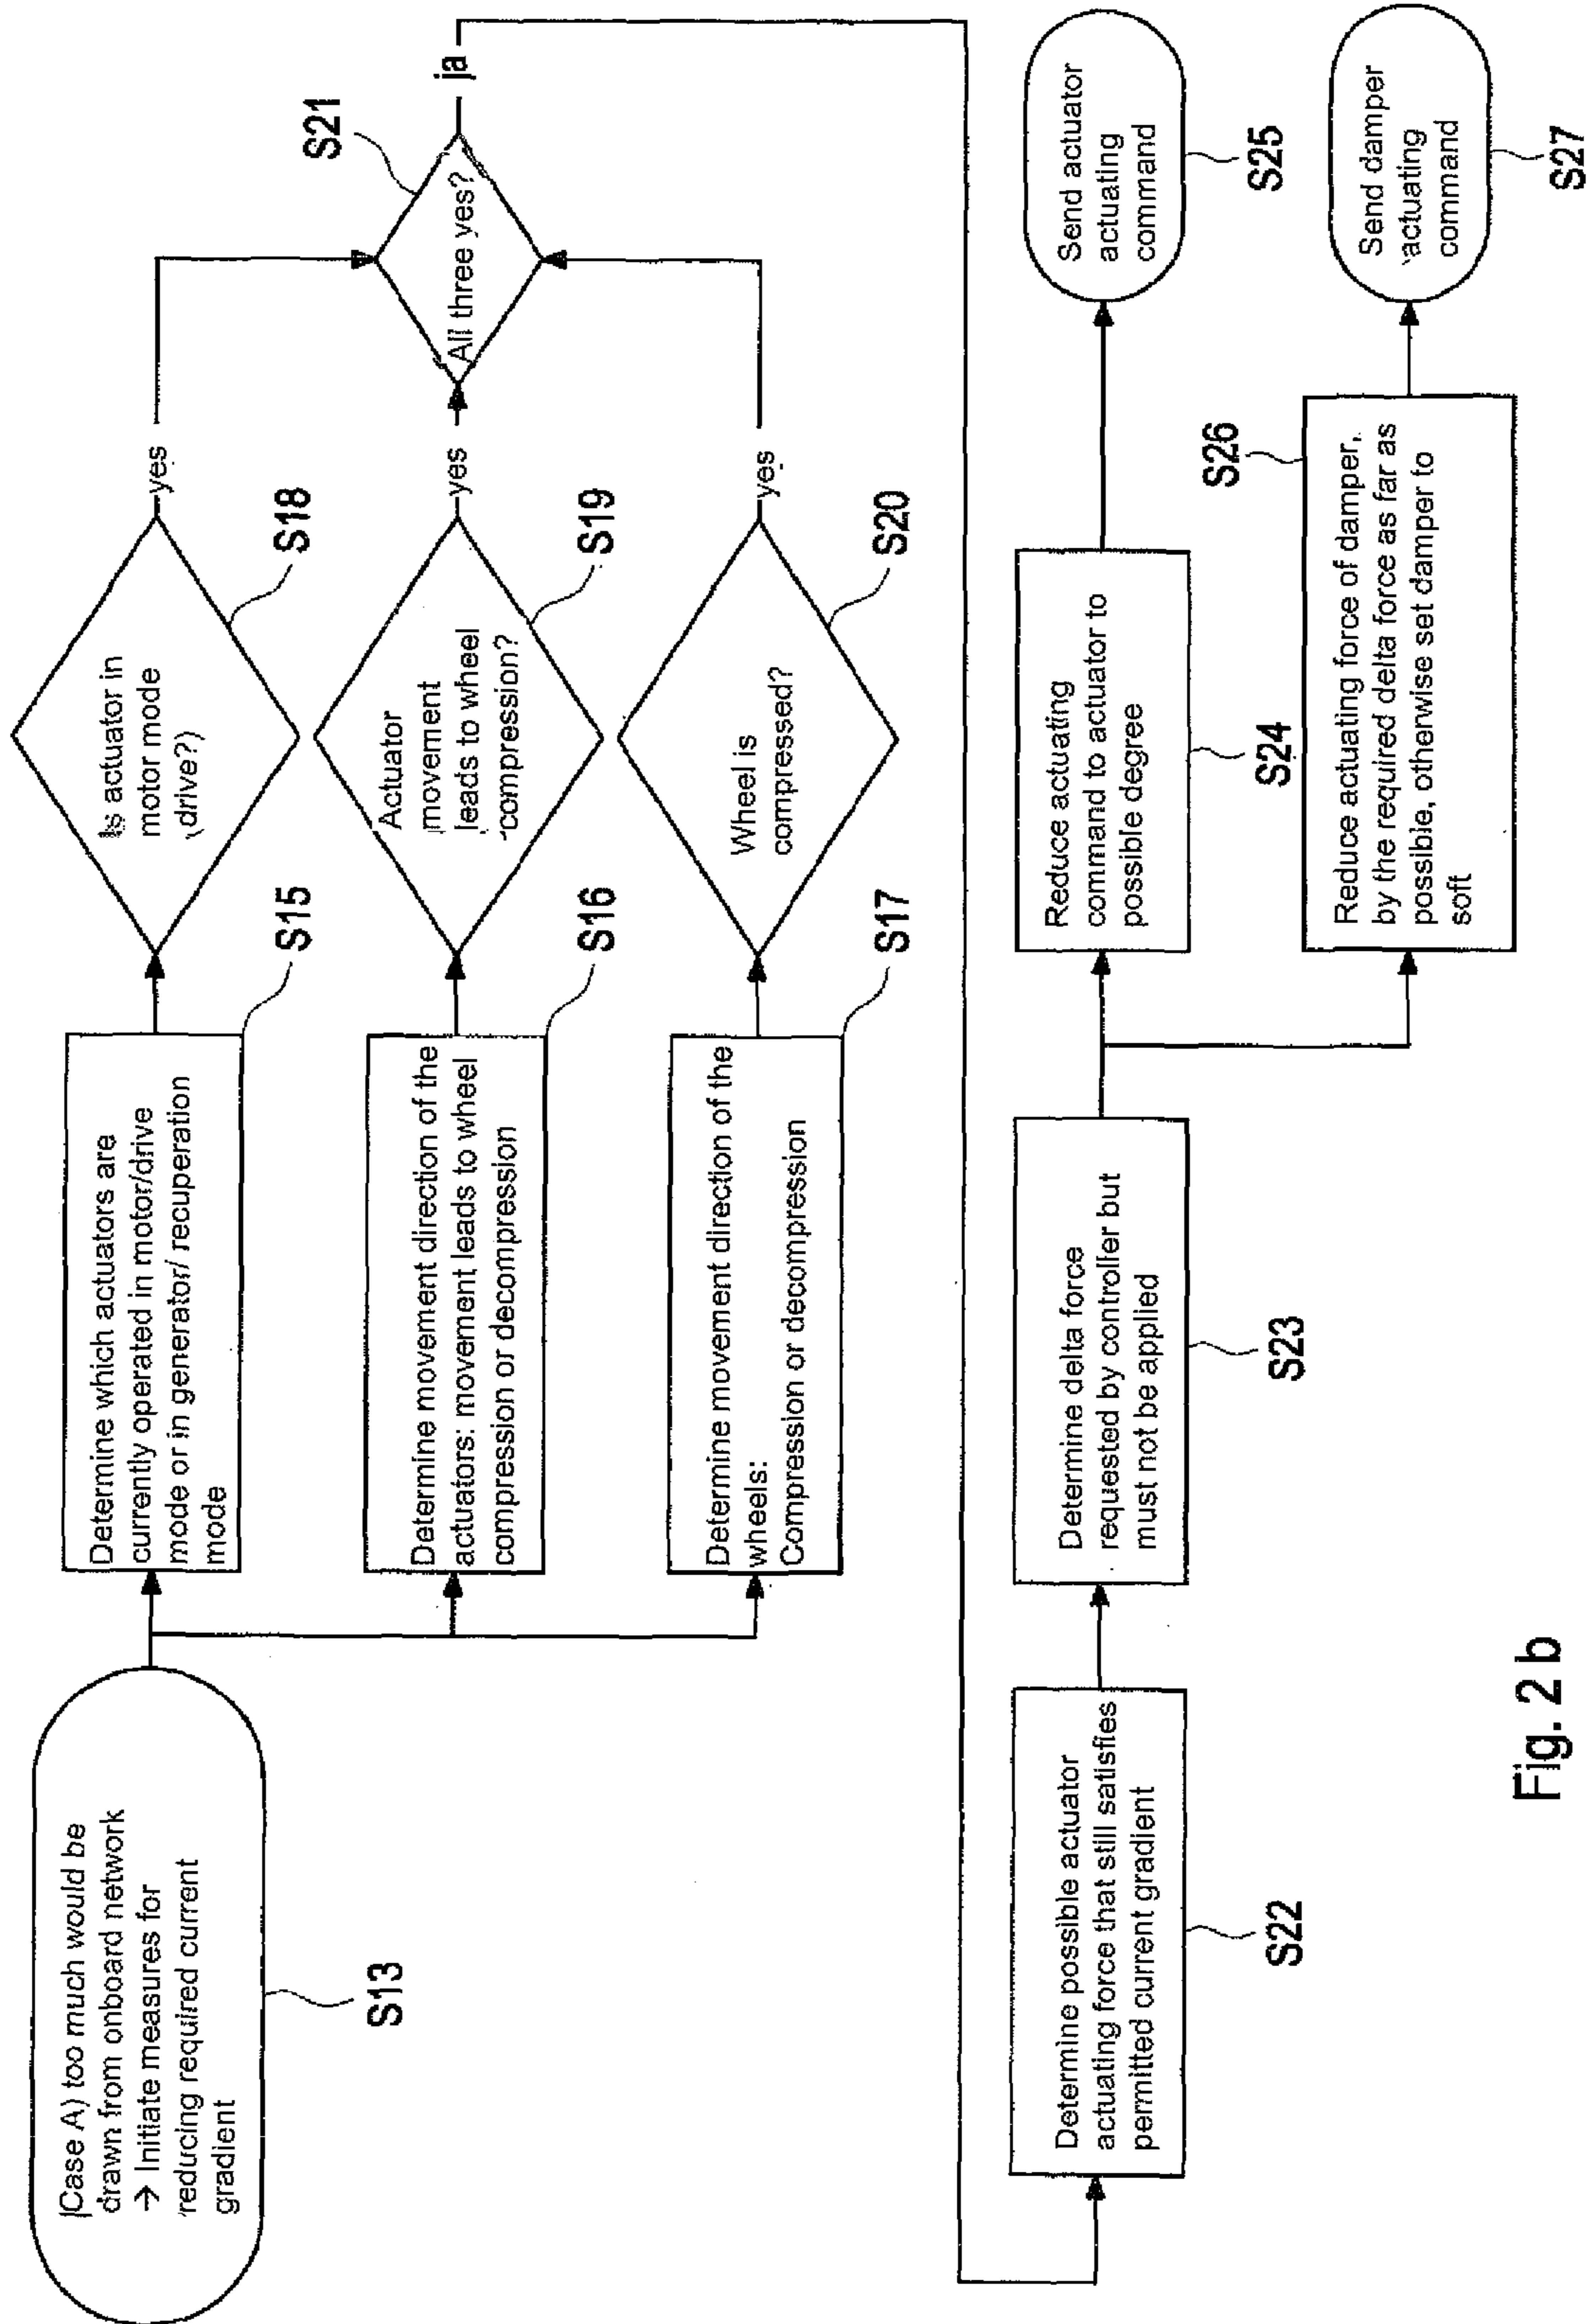 (Case A) too much would be
drawn from onboard network
→ Initiate measures for
reducing required current
gradient
S13
Determine which actuators are
currently operated in motor/drive
mode or in generator/ recuperation
mode
S15
Is actuator in
motor mode
drive?)
S18
yes
Determine movement direction of the
actuators: movement leads to wheel
compression or decompression
S16
Actuator
movement
leads to wheel
compression?
S19
yes
Determine movement direction of the
wheels:
Compression or decompression
S17
Wheel is
compressed?
S20
yes
All three yes?
S21
ja
Determine possible actuator
actuating force that still satisfies
permitted current gradient
S22
Determine delta force
requested by controller but
must not be applied
S23
Reduce actuating
command to actuator to
possible degree
S24
Send actuator
actuating
command
S25
Reduce actuating force of damper,
by the required delta force as far as
possible, otherwise set damper to
soft
S26
Send damper
actuating
command
S27
Fig. 2 b